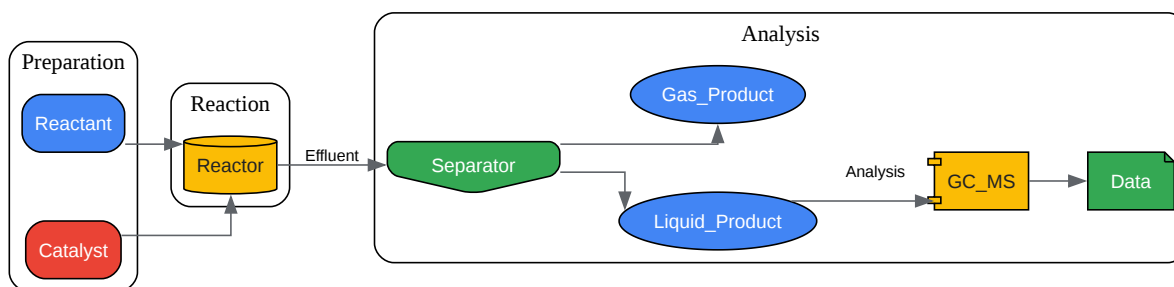 Preparation
Reactant
Catalyst
Reaction
Reactor
Effluent
Analysis
Separator
Gas_Product
Liquid_Product
Analysis
GC_MS
Data